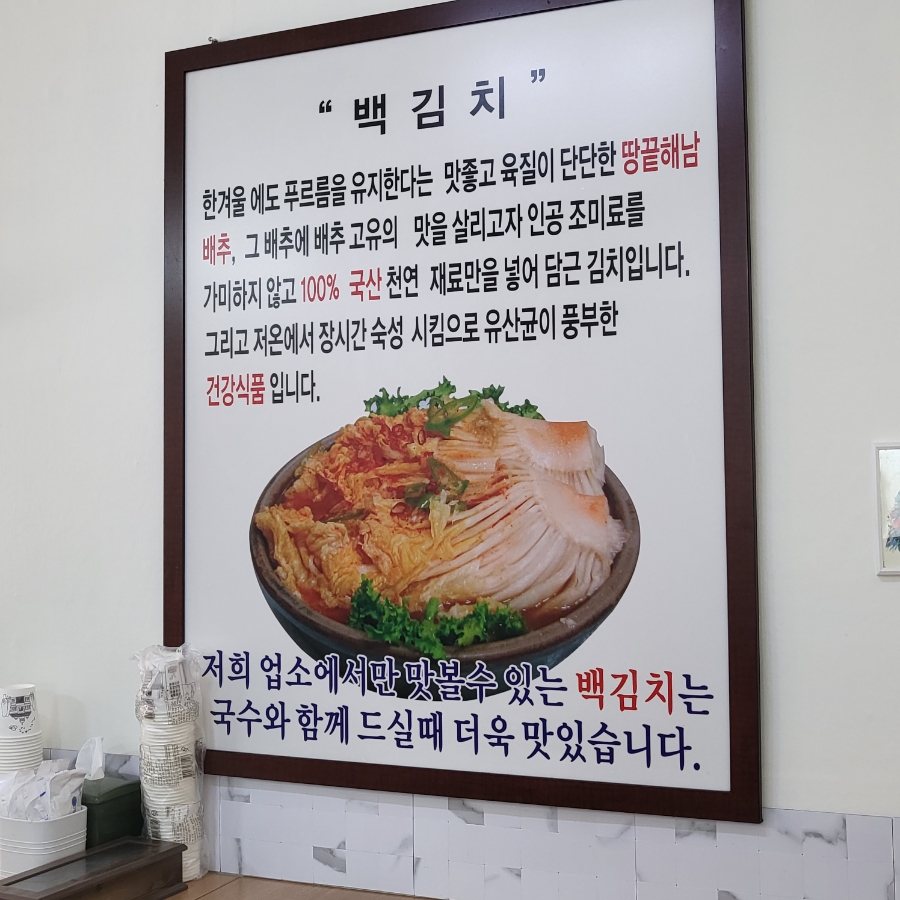 “ 백 김 치 ”
한겨울 에도 푸르름을 유지한다는 맛좋고 육질이 단단한 땅끝해남
배추, 그 배추에 배추 고유의 맛을 살리고자 인공 조미료를
가미하지 않고 100% 국산 천연 재료만을 넣어 담근 김치입니다.
그리고 저온에서 장시간 숙성 시킴으로 유산균이 풍부한
건강식품 입니다.
저희 업소에서만 맛볼수 있는 백김치는
국수와 함께 드실때 더욱 맛있습니다.